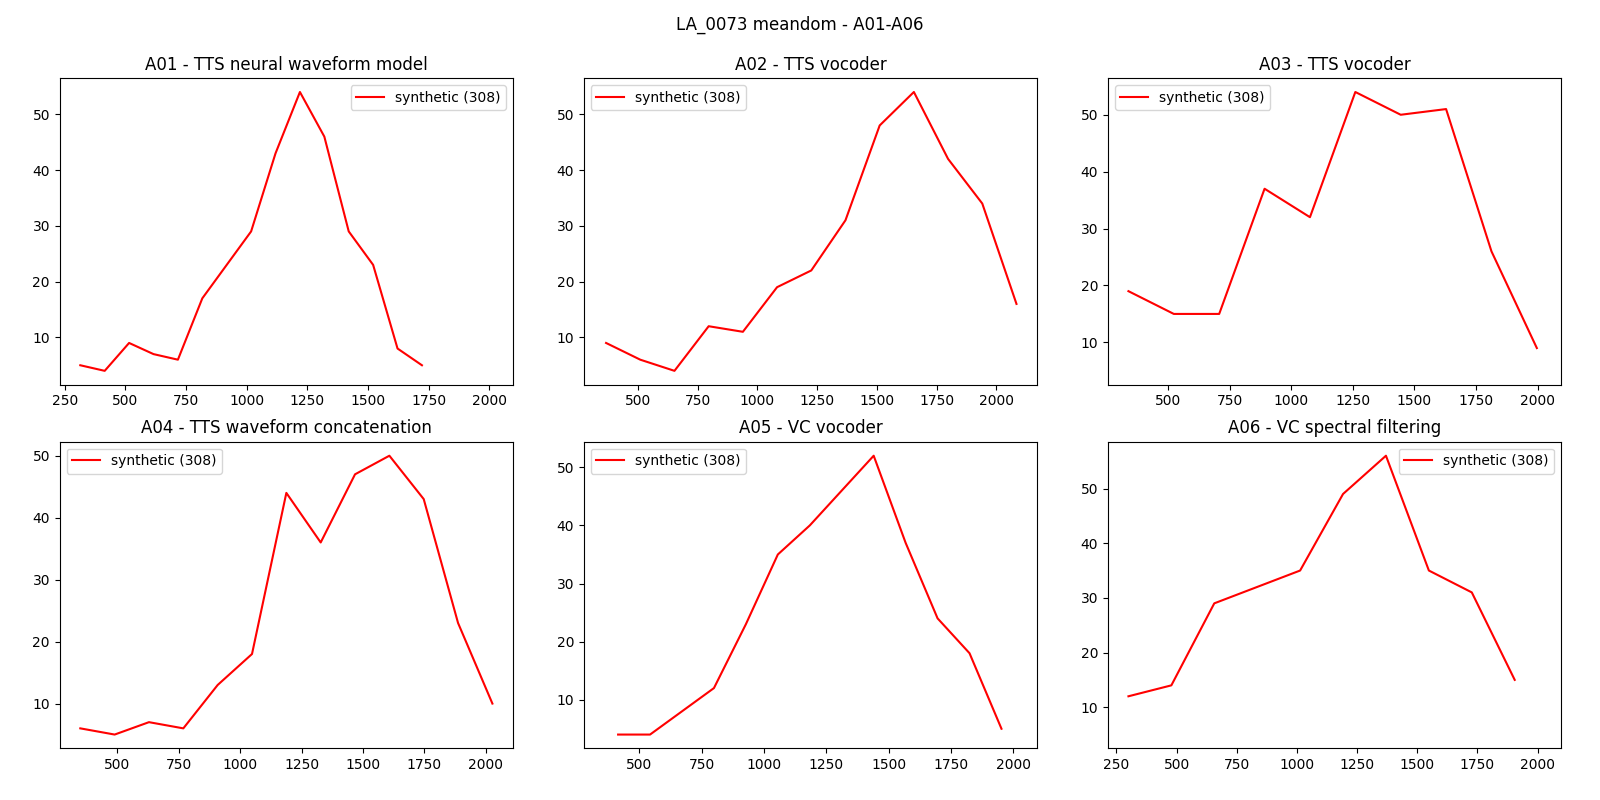 LA_0073 meandom - A01-A06
A01 - TTS neural waveform model
synthetic (308)
50
40
30
20
10
250 500 750 1000 1250 1500 1750 2000
A02 - TTS vocoder
synthetic (308)
50
40
30
20
10
500 750 1000 1250 1500 1750 2000
A03 - TTS vocoder
synthetic (308)
50
40
30
20
10
500 750 1000 1250 1500 1750 2000
A04 - TTS waveform concatenation
synthetic (308)
50
40
30
20
10
500 750 1000 1250 1500 1750 2000
A05 - VC vocoder
synthetic (308)
50
40
30
20
10
500 750 1000 1250 1500 1750 2000
A06 - VC spectral filtering
synthetic (308)
50
40
30
20
10
250 500 750 1000 1250 1500 1750 2000